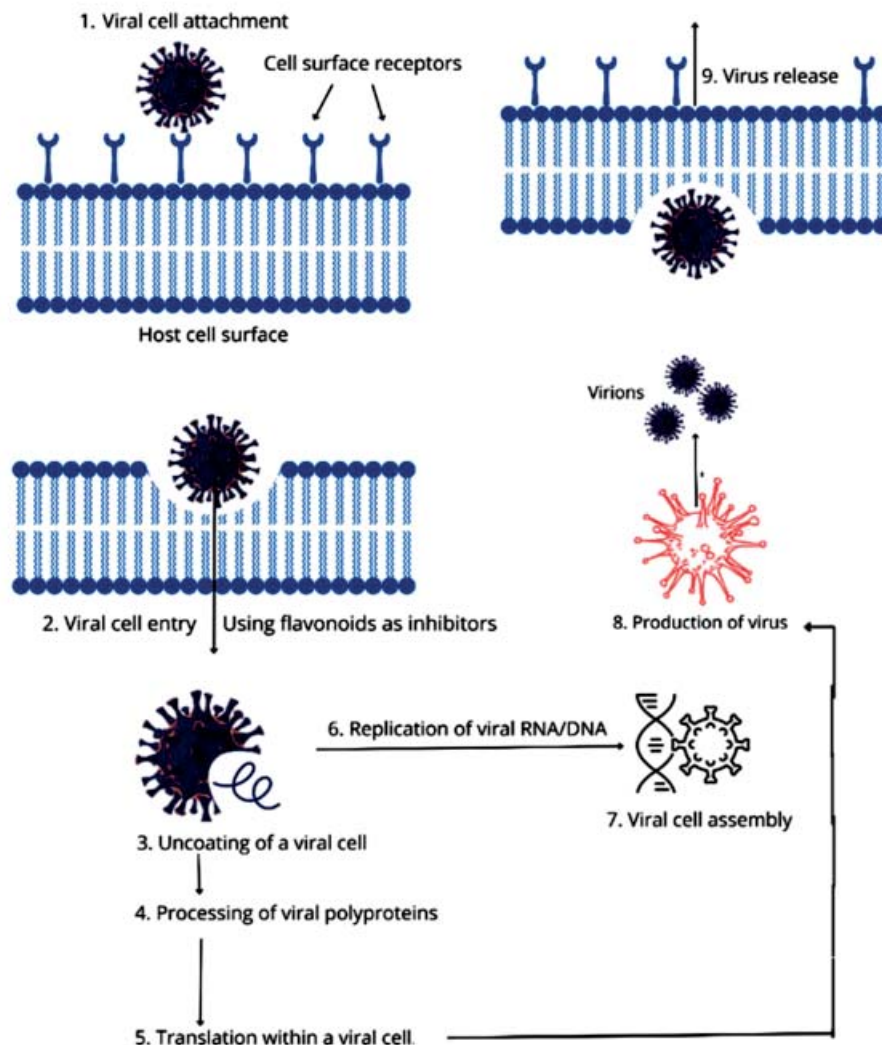 1. Viral cell attachment
Cell surface receptors
Host cell surface
2. Viral cell entry
Using flavonoids as inhibitors
3. Uncoating of a viral cell
4. Processing of viral polyproteins
5. Translation within a viral cell.
6. Replication of viral RNA/DNA
7. Viral cell assembly
8. Production of virus
Virions
9. Virus release